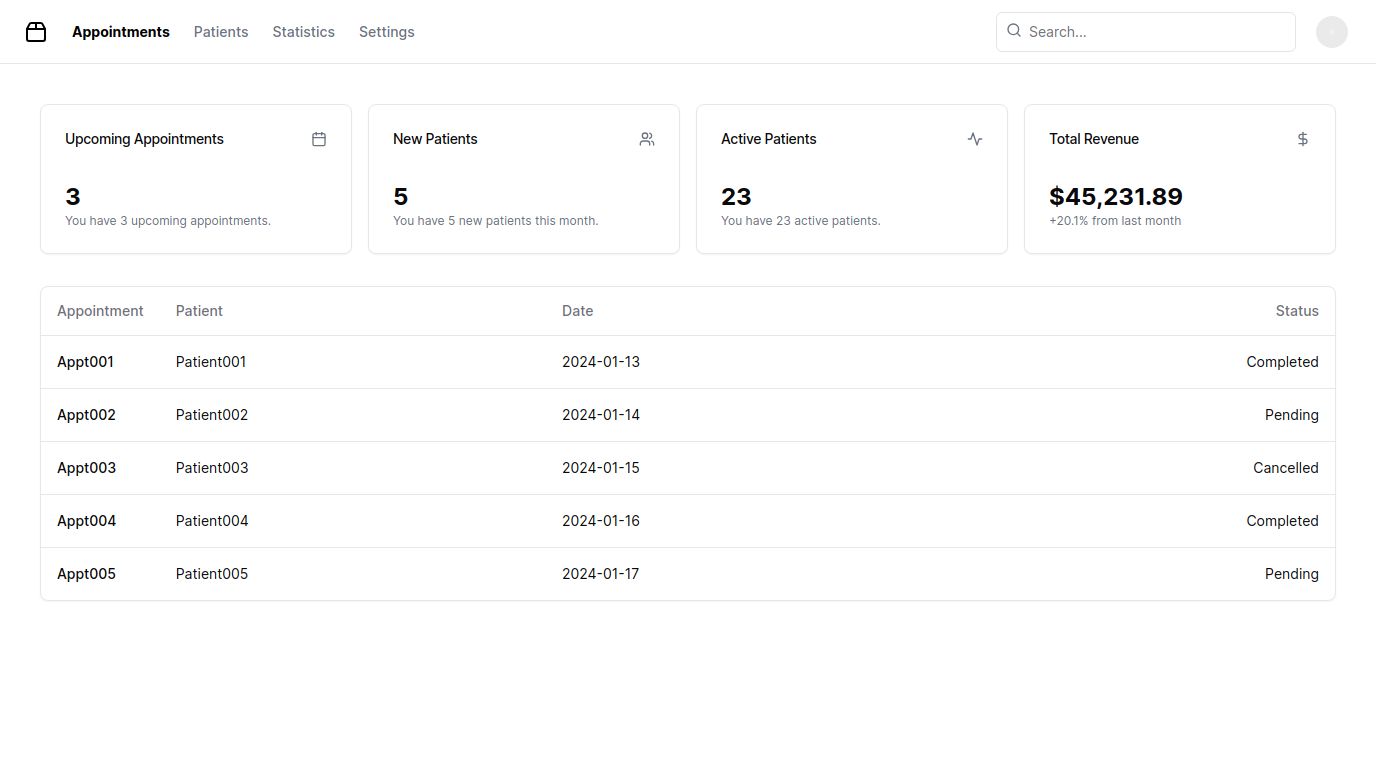 Appointments Patients Statistics Settings Search...
Upcoming Appointments New Patients Active Patients Total Revenue
3 5 23 $45,231.89
You have 3 upcoming appointments. You have 5 new patients this month. You have 23 active patients. +20.1% from last month
Appointment Patient Date Status
Appt001 Patient001 2024-01-13 Completed
Appt002 Patient002 2024-01-14 Pending
Appt003 Patient003 2024-01-15 Cancelled
Appt004 Patient004 2024-01-16 Completed
Appt005 Patient005 2024-01-17 Pending